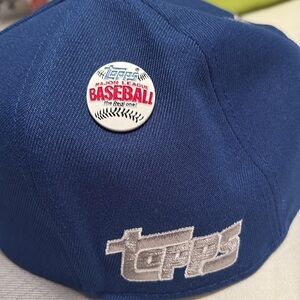 Topps
MAJOR LEAGUE
BASEBALL
the Real one!
topps